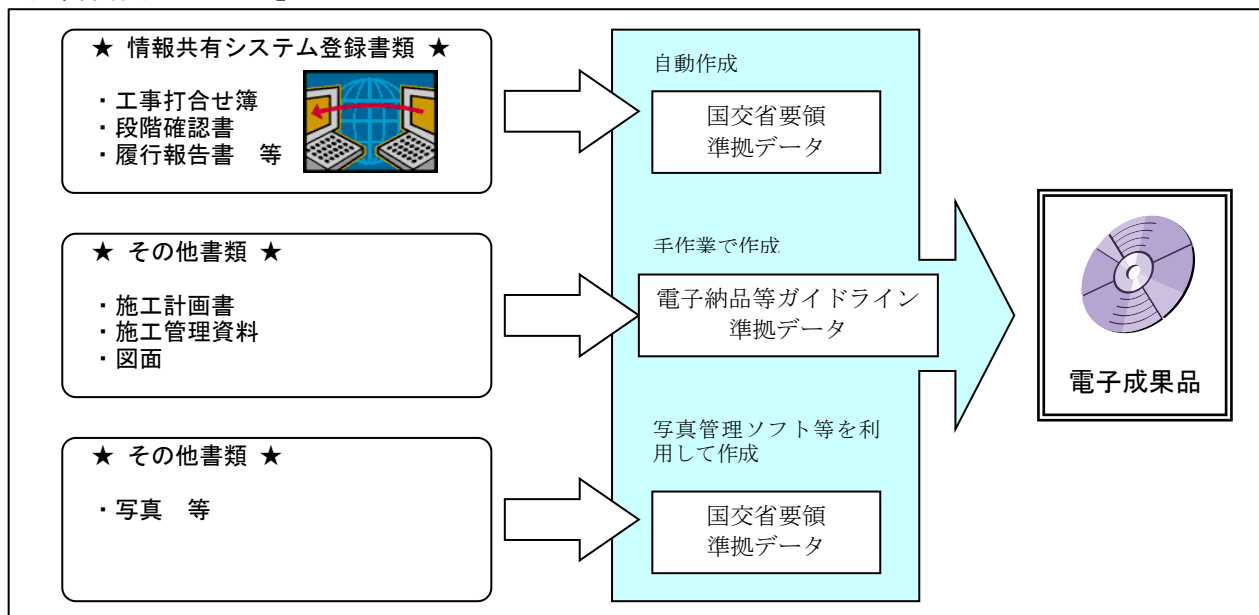 ★ 情報共有システム登録書類 ★
・工事打合せ簿
・段階確認書
・履行報告書 等
自動作成
国交省要領
準拠データ
★ その他書類 ★
・施工計画書
・施工管理資料
・図面
手作業で作成
電子納品等ガイドライン
準拠データ
★ その他書類 ★
・写真 等
写真管理ソフト等を利
用して作成
国交省要領
準拠データ
電子成果品